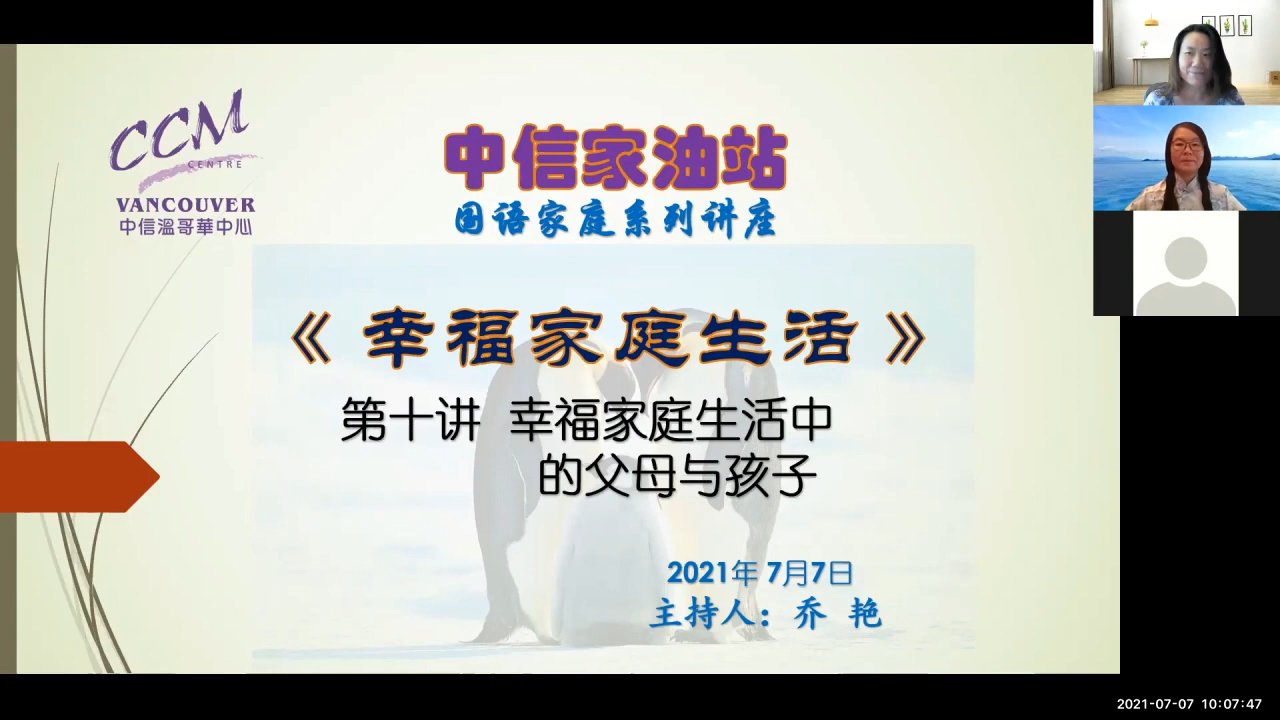 CCM
CENTRE
VANCOUVER
中信溫哥華中心
中信家油站
国语家庭系列讲座
《 幸福家庭生活 》
第十讲 幸福家庭生活中
的父母与孩子
2021年 7月7日
主持人：乔 艳
2021-07-07 10:07:47